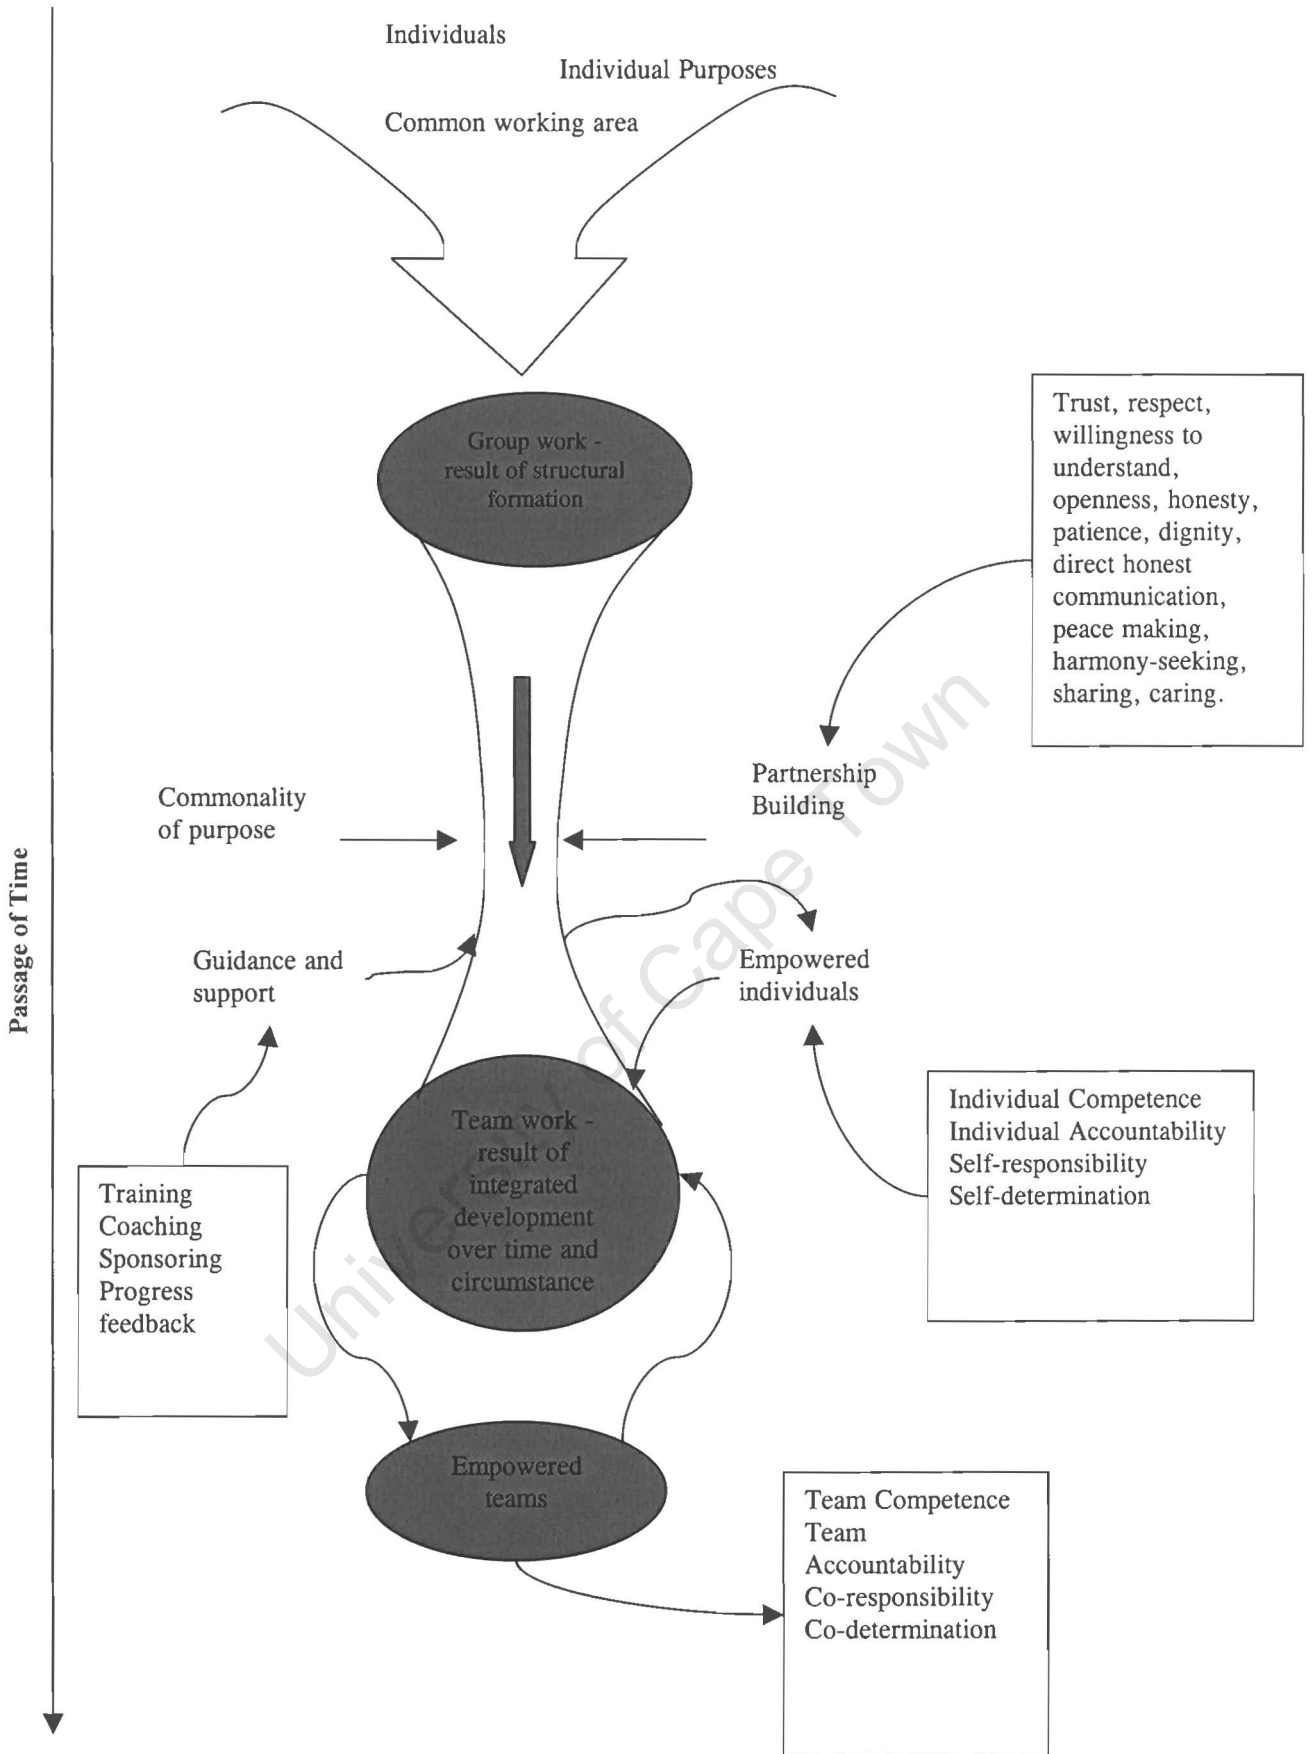 Individuals
Individual Purposes
Common working area
Group work -
result of structural
formation
Trust, respect,
willingness to
understand,
openness, honesty,
patience, dignity,
direct honest
communication,
peace making,
harmony-seeking,
sharing, caring.
Partnership
Building
Commonality
of purpose
Passage of Time
Guidance and
support
Empowered
individuals
Team work -
result of
integrated
development
over time and
circumstance
Individual Competence
Individual Accountability
Self-responsibility
Self-determination
Training
Coaching
Sponsoring
Progress
feedback
Empowered
teams
Team Competence
Team
Accountability
Co-responsibility
Co-determination
University of Cape Town